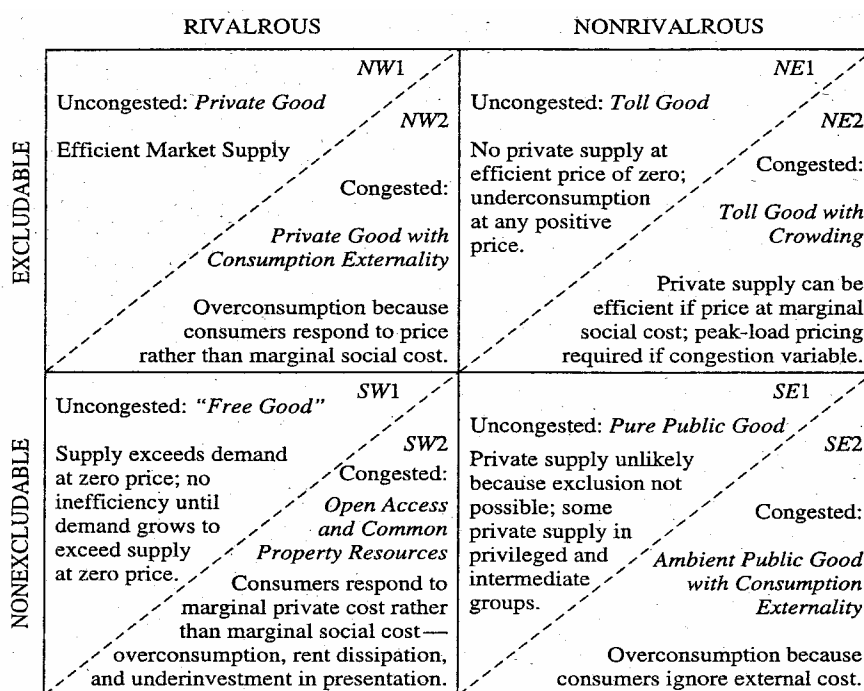 RIVALROUS
NONRIVALROUS
EXCLUDABLE
NW1
Uncongested: Private Good
NW2
Efficient Market Supply
Congested:
Private Good with
Consumption Externality
Overconsumption because
consumers respond to price
rather than marginal social cost.
NE1
Uncongested: Toll Good
NE2
No private supply at
efficient price of zero;
underconsumption
at any positive
price.
Congested:
Toll Good with
Crowding
Private supply can be
efficient if price at marginal
social cost; peak-load pricing
required if congestion variable.
NONEXCLUDABLE
SW1
Uncongested: "Free Good"
SW2
Supply exceeds demand
at zero price; no
inefficiency until
demand grows to
exceed supply
at zero price.
Congested:
Open Access
and Common
Property Resources
Consumers respond to
marginal private cost rather
than marginal social cost—
overconsumption, rent dissipation,
and underinvestment in presentation.
SE1
Uncongested: Pure Public Good
SE2
Private supply unlikely
because exclusion not
possible; some
private supply in
privileged and
intermediate
groups.
Congested:
Ambient Public Good
with Consumption
Externality
Overconsumption because
consumers ignore external cost.